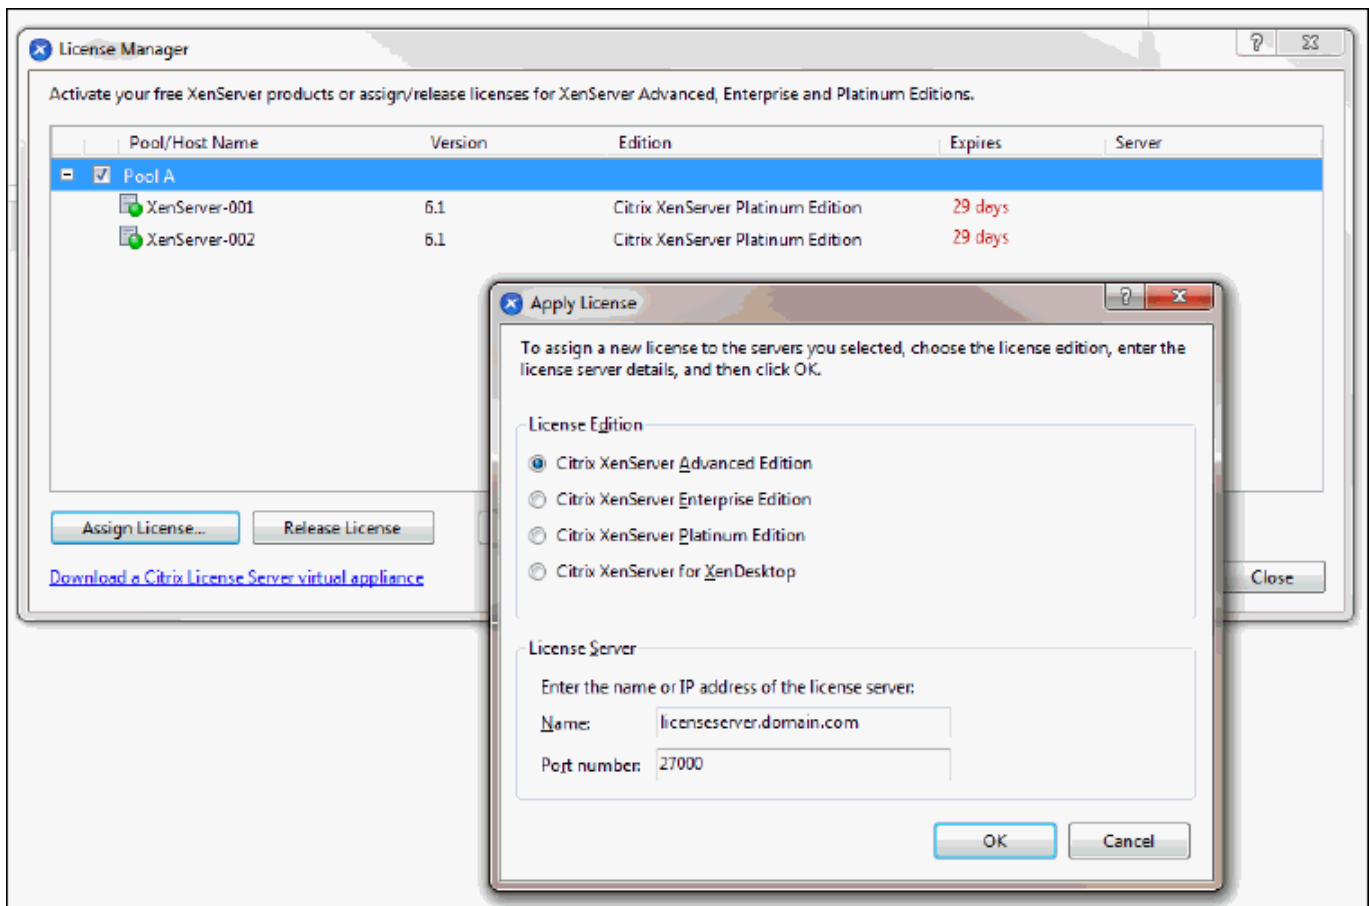 License Manager
Activate your free XenServer products or assign/release licenses for XenServer Advanced, Enterprise and Platinum Editions.
Pool/Host Name Version Edition Expires Server
Pool A
XenServer-001 6.1 Citrix XenServer Platinum Edition 29 days
XenServer-002 6.1 Citrix XenServer Platinum Edition 29 days
Assign License... Release License
Download a Citrix License Server virtual appliance
Close
Apply License
To assign a new license to the servers you selected, choose the license edition, enter the
license server details, and then click OK.
License Edition
Citrix XenServer Advanced Edition
Citrix XenServer Enterprise Edition
Citrix XenServer Platinum Edition
Citrix XenServer for XenDesktop
License Server
Enter the name or IP address of the license server:
Name: licenseserver.domain.com
Port number: 27000
OK Cancel